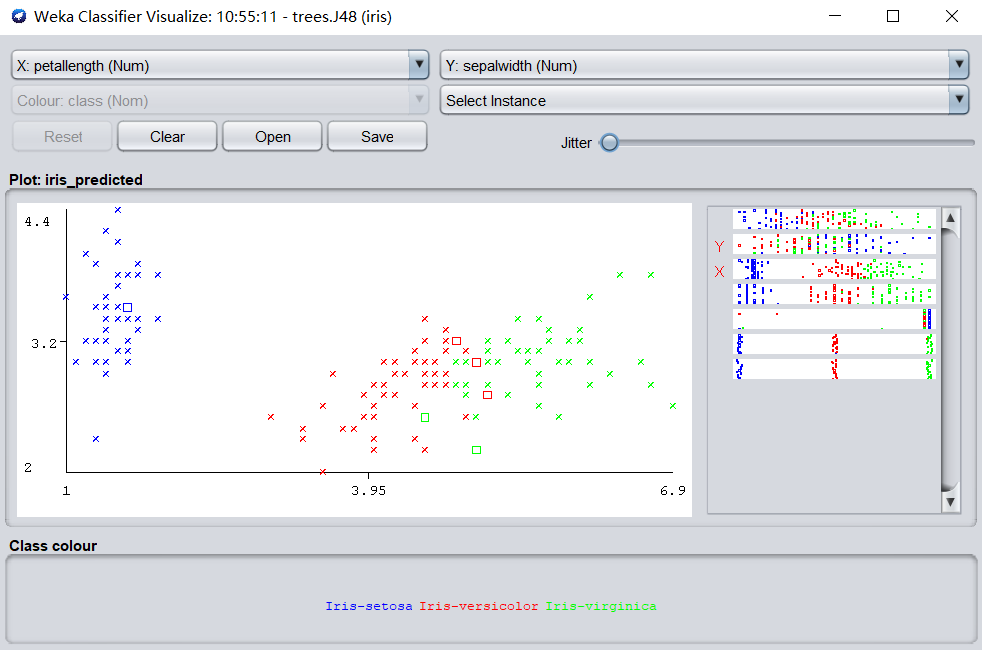 Weka Classifier Visualize: 10:55:11 - trees.J48 (iris)
X: petallength (Num)
Y: sepalwidth (Num)
Colour: class (Nom)
Select Instance
Reset
Clear
Open
Save
Jitter
Plot: iris_predicted
4.4
3.2
2
1
3.95
6.9
Y
X
Class colour
Iris-setosa Iris-versicolor Iris-virginica